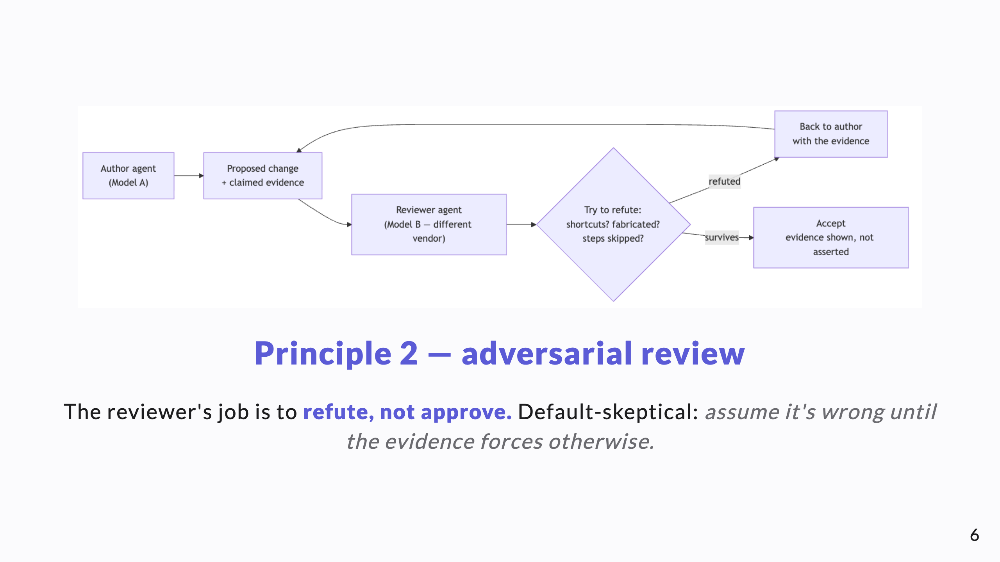 Back to author
with the evidence
Author agent
(Model A)
Proposed change
+ claimed evidence
refuted
Reviewer agent
(Model B — different
vendor)
Try to refute:
shortcuts? fabricated?
steps skipped?
survives
Accept
evidence shown, not
asserted
Principle 2 — adversarial review
The reviewer's job is to refute, not approve. Default-skeptical: assume it's wrong until
the evidence forces otherwise.
6